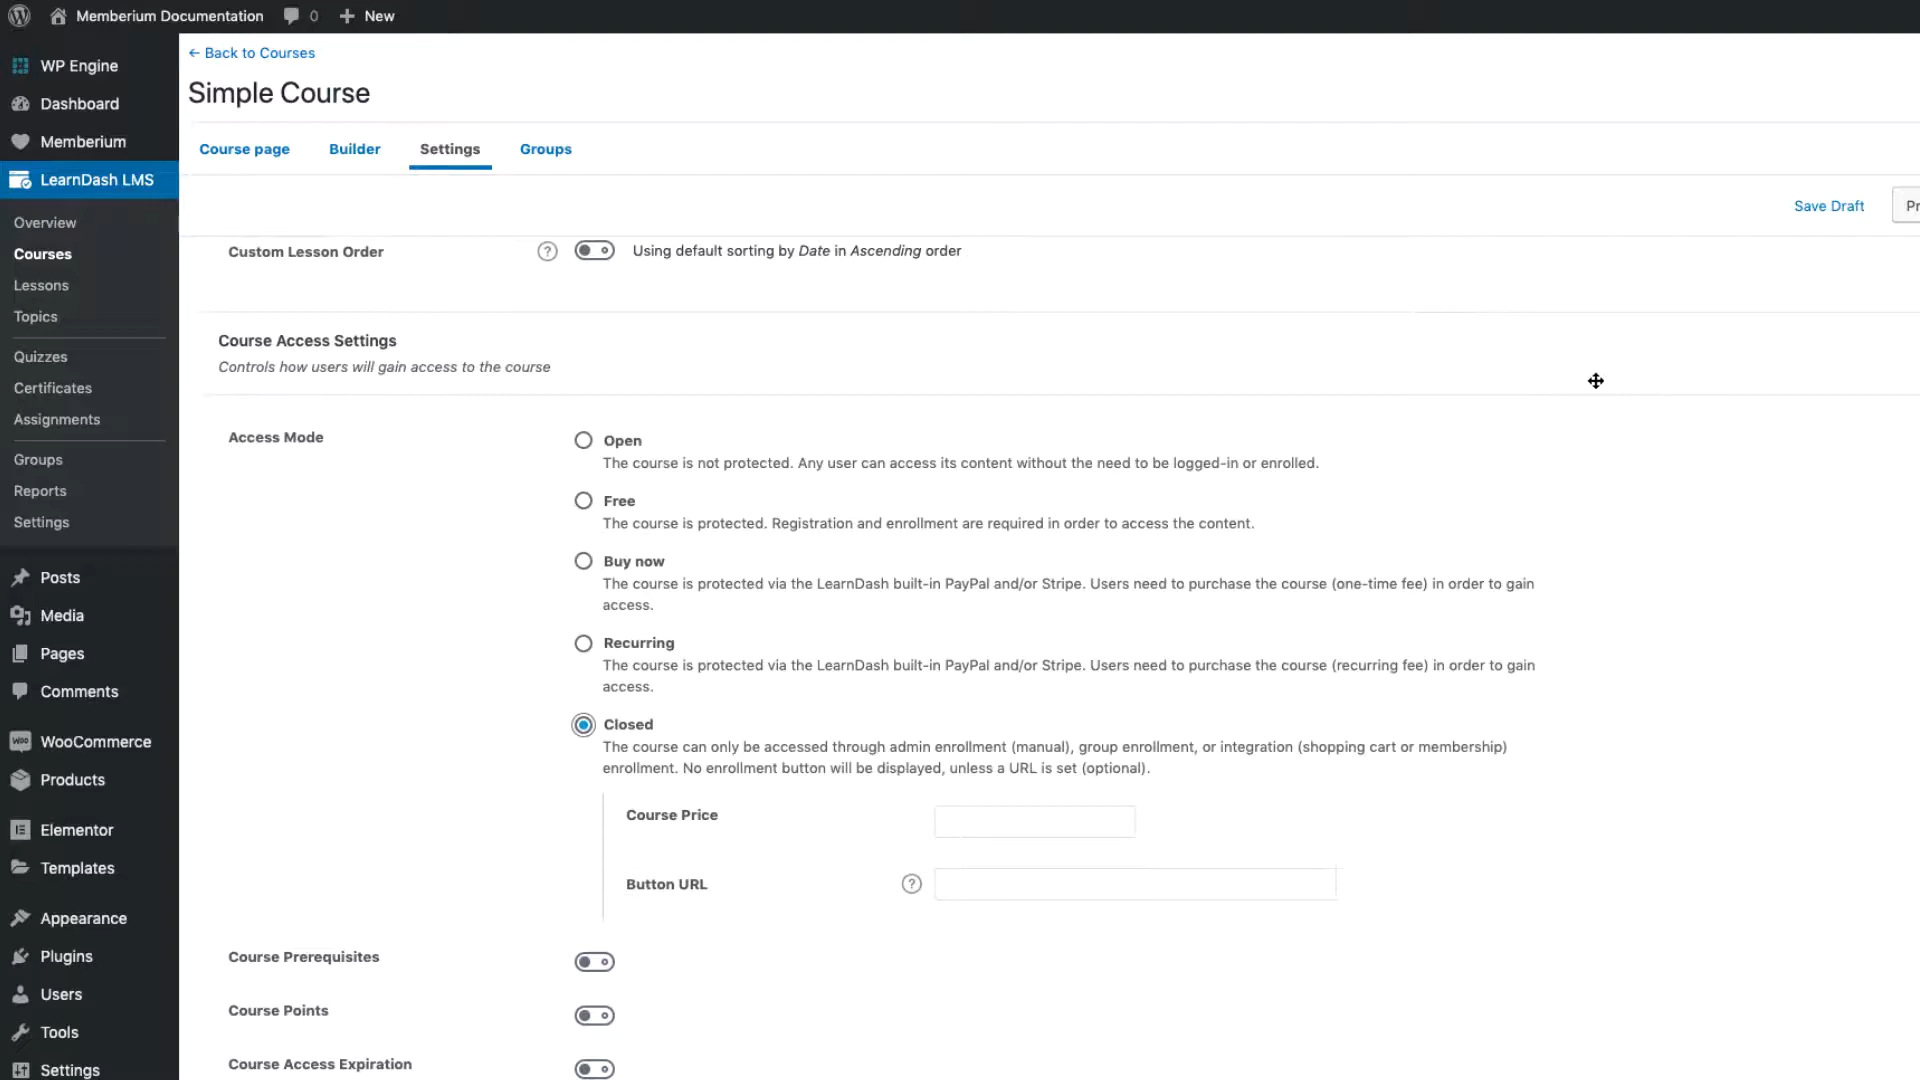 Memberium Documentation 0 New
WP Engine
Dashboard
Memberium
LearnDash LMS
Overview
Courses
Lessons
Topics
Quizzes
Certificates
Assignments
Groups
Reports
Settings
Posts
Media
Pages
Comments
WooCommerce
Products
Elementor
Templates
Appearance
Plugins
Users
Tools
Settings
← Back to Courses
Simple Course
Course page Builder Settings Groups
Save Draft Pr
Custom Lesson Order ? Using default sorting by Date in Ascending order
Course Access Settings
Controls how users will gain access to the course
Access Mode
Open
The course is not protected. Any user can access its content without the need to be logged-in or enrolled.
Free
The course is protected. Registration and enrollment are required in order to access the content.
Buy now
The course is protected via the LearnDash built-in PayPal and/or Stripe. Users need to purchase the course (one-time fee) in order to gain
access.
Recurring
The course is protected via the LearnDash built-in PayPal and/or Stripe. Users need to purchase the course (recurring fee) in order to gain
access.
Closed
The course can only be accessed through admin enrollment (manual), group enrollment, or integration (shopping cart or membership)
enrollment. No enrollment button will be displayed, unless a URL is set (optional).
Course Price
Button URL ?
Course Prerequisites
Course Points
Course Access Expiration